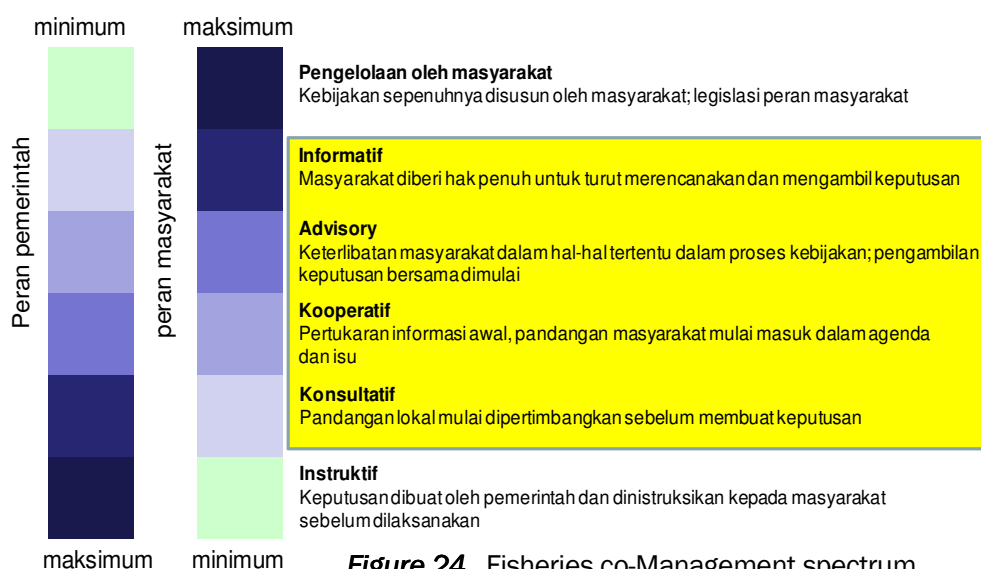 minimum
maksimum
Peran pemerintah
peran masyarakat
Pengelolaan oleh masyarakat
Kebijakan sepenuhnya disusun oleh masyarakat; legislasi peran masyarakat
Informatif
Masyarakat diberi hak penuh untuk turut merencanakan dan mengambil keputusan
Advisory
Keterlibatan masyarakat dalam hal-hal tertentu dalam proses kebijakan; pengambilan
keputusan bersama dimulai
Kooperatif
Pertukaran informasi awal, pandangan masyarakat mulai masuk dalam agenda
dan isu
Konsultatif
Pandangan lokal mulai dipertimbangkan sebelum membuat keputusan
Instruktif
Keputusan dibuat oleh pemerintah dan dinistruksikan kepada masyarakat
sebelum dilaksanakan
maksimum
minimum
Figure 24. Fisheries co-Management spectrum